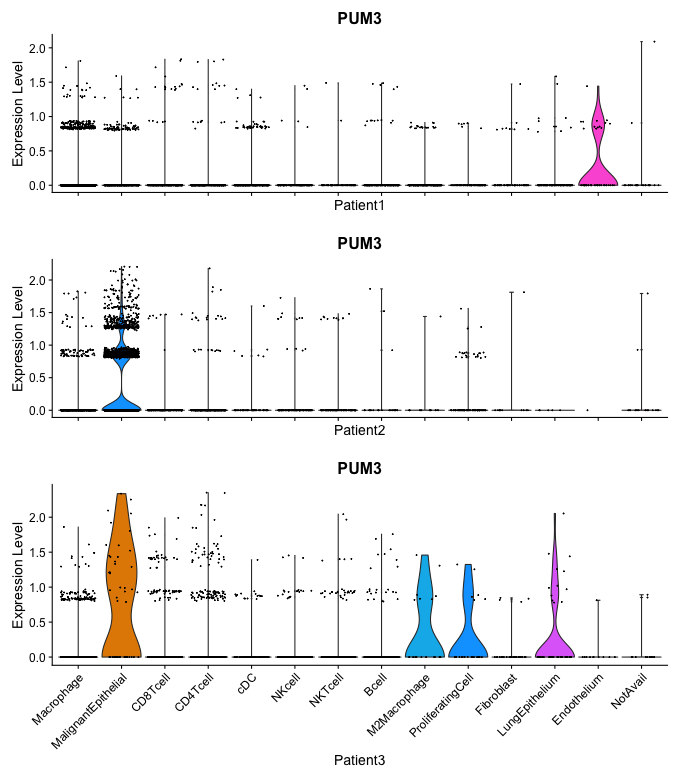 PUM3
Expression Level
2.0
1.5
1.0
0.5
0.0
Patient1
PUM3
Expression Level
2.0
1.5
1.0
0.5
0.0
Patient2
PUM3
Expression Level
2.0
1.5
1.0
0.5
0.0
Macrophage
MalignantEpithelial
CD8Tcell
CD4Tcell
cDC
NKcell
NKTcell
Bcell
M2Macrophage
ProliferatingCell
Fibroblast
LungEpithelium
Endothelium
NotAvail
Patient3